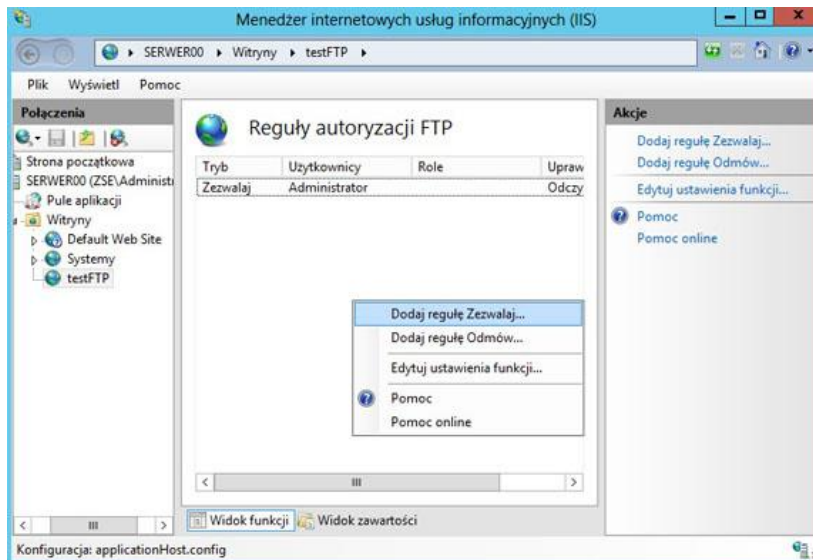 Menedżer internetowych usług informacyjnych (IIS)
SERWER00 Witryny testFTP
Plik Wyświetl Pomoc
Połączenia
Strona początkowa
SERWER00 (ZSE\Administ
Pule aplikacji
Witryny
Default Web Site
Systemy
testFTP
Reguły autoryzacji FTP
Tryb Użytkownicy Role Upraw
Zezwalaj Administrator Odczy
Dodaj regułę Zezwalaj...
Dodaj regułę Odmów...
Edytuj ustawienia funkcji...
Pomoc
Pomoc online
Widok funkcji Widok zawartości
Akcje
Dodaj regułę Zezwalaj...
Dodaj regułę Odmów...
Edytuj ustawienia funkcji...
Pomoc
Pomoc online
Konfiguracja: applicationHost.config